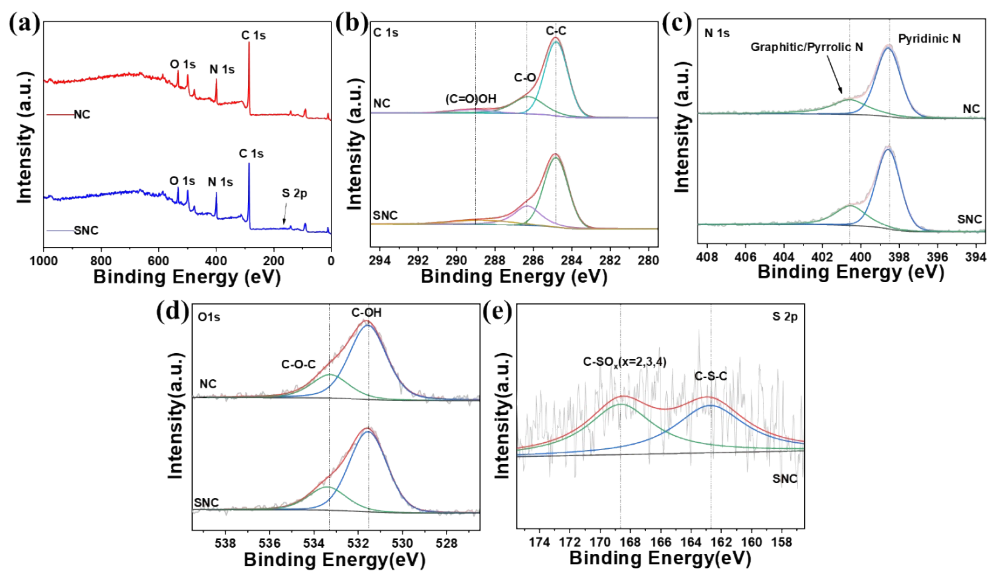 (a)
Intensity (a.u.)
C 1s
N 1s
O 1s
NC
C 1s
N 1s
O 1s
S 2p
SNC
1000 800 600 400 200 0
Binding Energy (eV)
(b)
Intensity (a.u.)
C 1s
C-C
C-O
(C=O)OH
NC
SNC
294 292 290 288 286 284 282 280
Binding Energy (eV)
(c)
Intensity (a.u.)
N 1s
Graphitic/Pyrrolic N
Pyridinic N
NC
SNC
408 406 404 402 400 398 396 394
Binding Energy (eV)
(d)
Intensity(a.u.)
O1s
C-OH
C-O-C
NC
SNC
538 536 534 532 530 528
Binding Energy(eV)
(e)
Intensity(a.u.)
S 2p
C-SOx(x=2,3,4)
C-S-C
SNC
174 172 170 168 166 164 162 160 158
Binding Energy(eV)